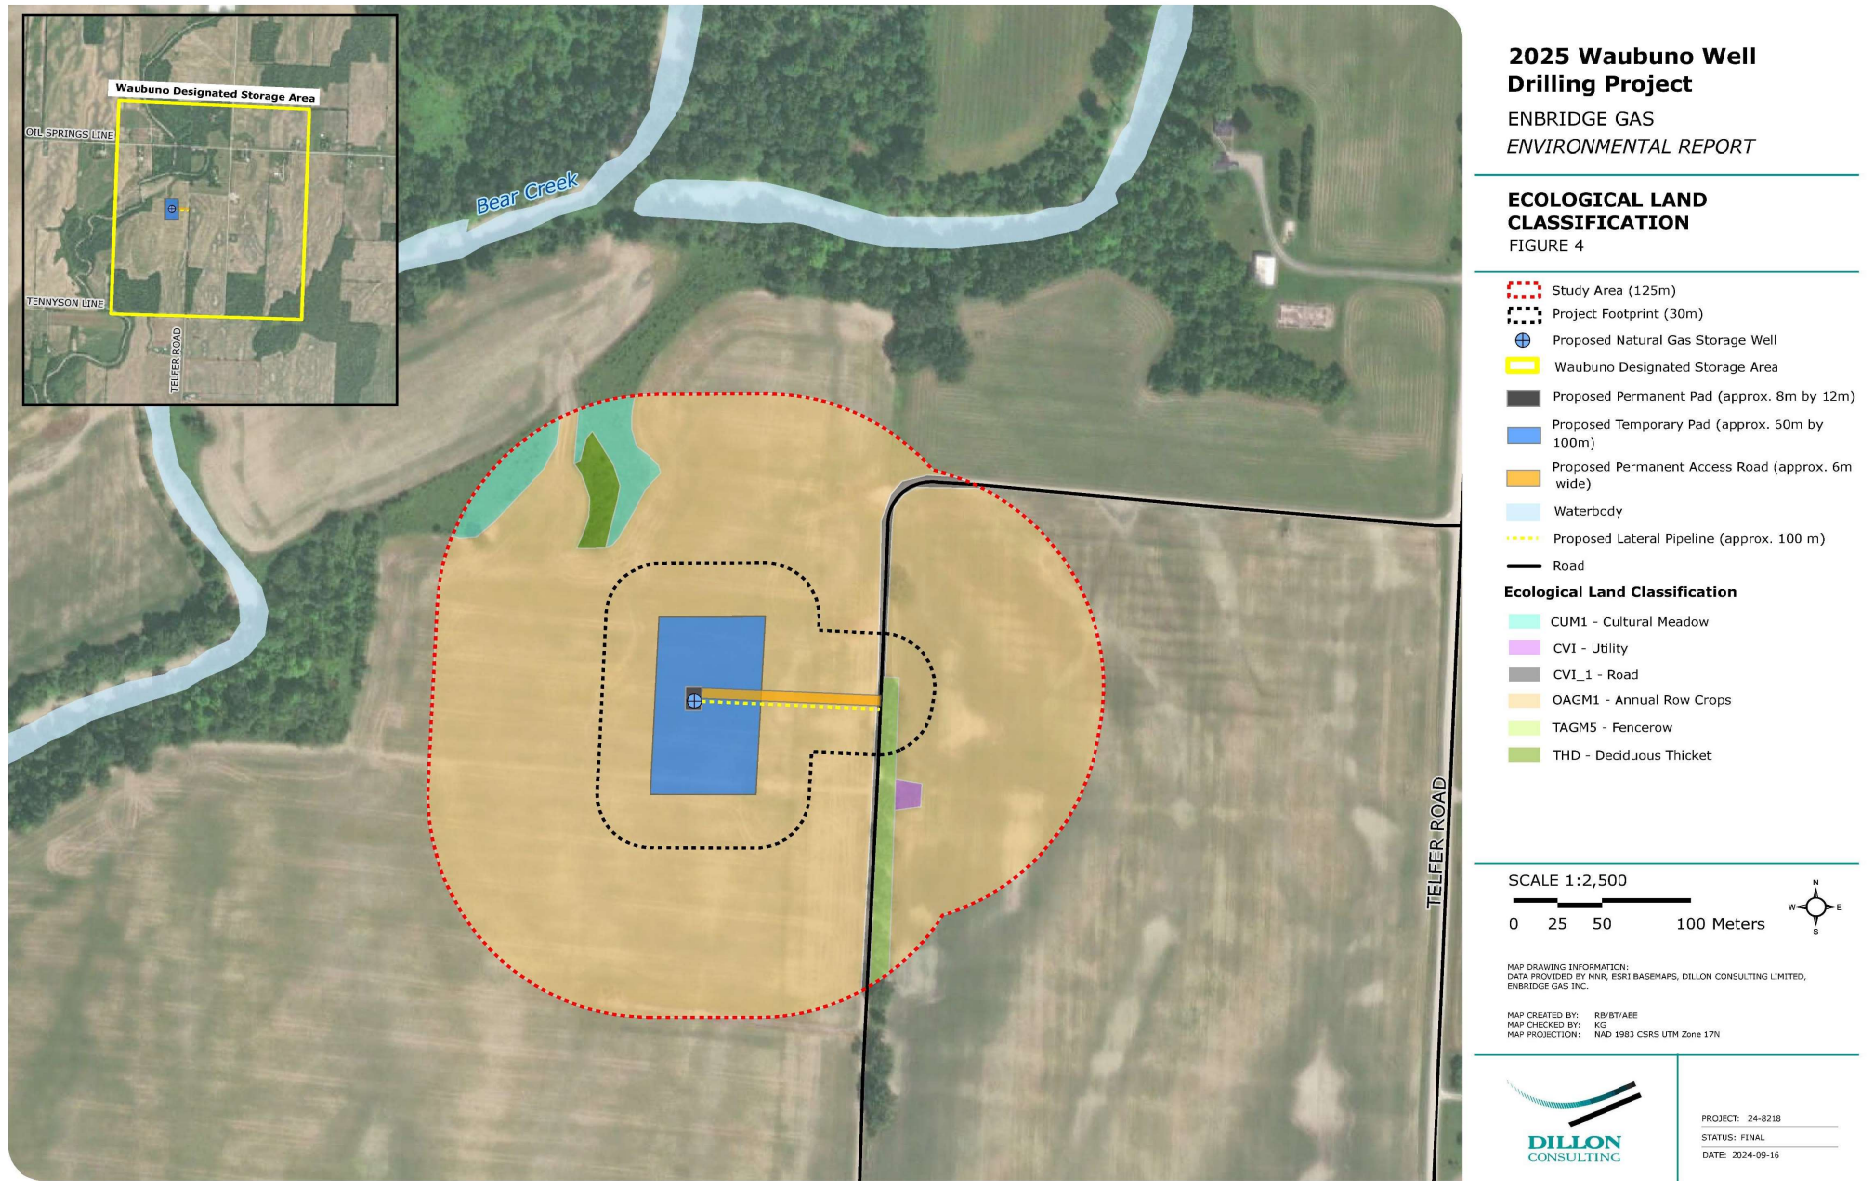 Waubuno Designated Storage Area
OIL SPRINGS LINE
TENNYSON LINE
TELFER ROAD
Bear Creek
TELFER ROAD
2025 Waubuno Well
Drilling Project
ENBRIDGE GAS
ENVIRONMENTAL REPORT
ECOLOGICAL LAND
CLASSIFICATION
FIGURE 4
Study Area (125m)
Project Footprint (30m)
Proposed Natural Gas Storage Well
Waubuno Designated Storage Area
Proposed Permanent Pad (approx. 8m by 12m)
Proposed Temporary Pad (approx. 50m by
100m)
Proposed Permanent Access Road (approx. 6m
wide)
Waterbody
Proposed Lateral Pipeline (approx. 100 m)
Road
Ecological Land Classification
CUM1 - Cultural Meadow
CVI - Utility
CVI_1 - Road
OAGM1 - Annual Row Crops
TAGM5 - Fencerow
THD - Deciduous Thicket
SCALE 1:2,500
0 25 50 100 Meters
N
W E
S
MAP DRAWING INFORMATION:
DATA PROVIDED BY MNR, ESRI BASEMAPS, DILLON CONSULTING LIMITED,
ENBRIDGE GAS INC.
MAP CREATED BY: RB/BT/AEE
MAP CHECKED BY: KG
MAP PROJECTION: NAD 1983 CSRS UTM Zone 17N
DILLON
CONSULTING
PROJECT: 24-8218
STATUS: FINAL
DATE: 2024-09-16